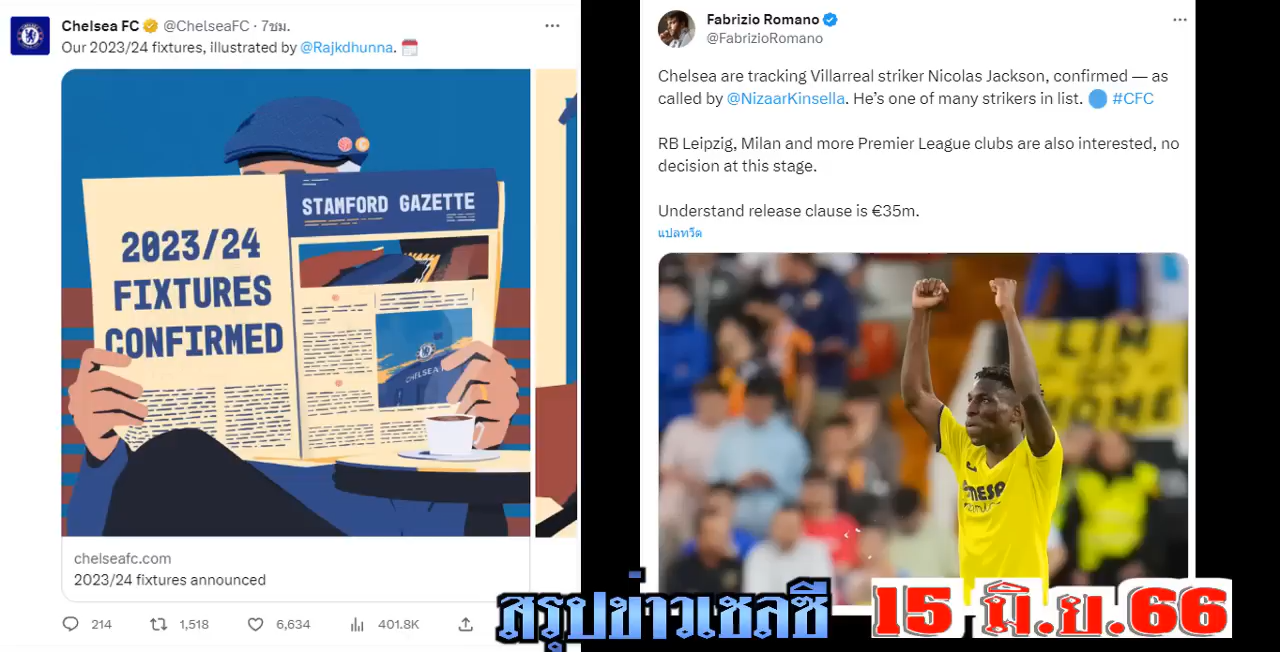 Chelsea FC @ChelseaFC · 7ชม.
Our 2023/24 fixtures, illustrated by @Rajkdhunna.
STAMFORD GAZETTE
2023/24
FIXTURES
CONFIRMED
CHELSEA
chelseafc.com
2023/24 fixtures announced
214 1,518 6,634 401.8K
Fabrizio Romano
@FabrizioRomano
Chelsea are tracking Villarreal striker Nicolas Jackson, confirmed — as
called by @NizaarKinsella. He's one of many strikers in list. 🔵 #CFC
RB Leipzig, Milan and more Premier League clubs are also interested, no
decision at this stage.
Understand release clause is €35m.
แปลทวีต
LIM
GO
HOME
สรุปข่าวเชลซี 15 มิ.ย.66